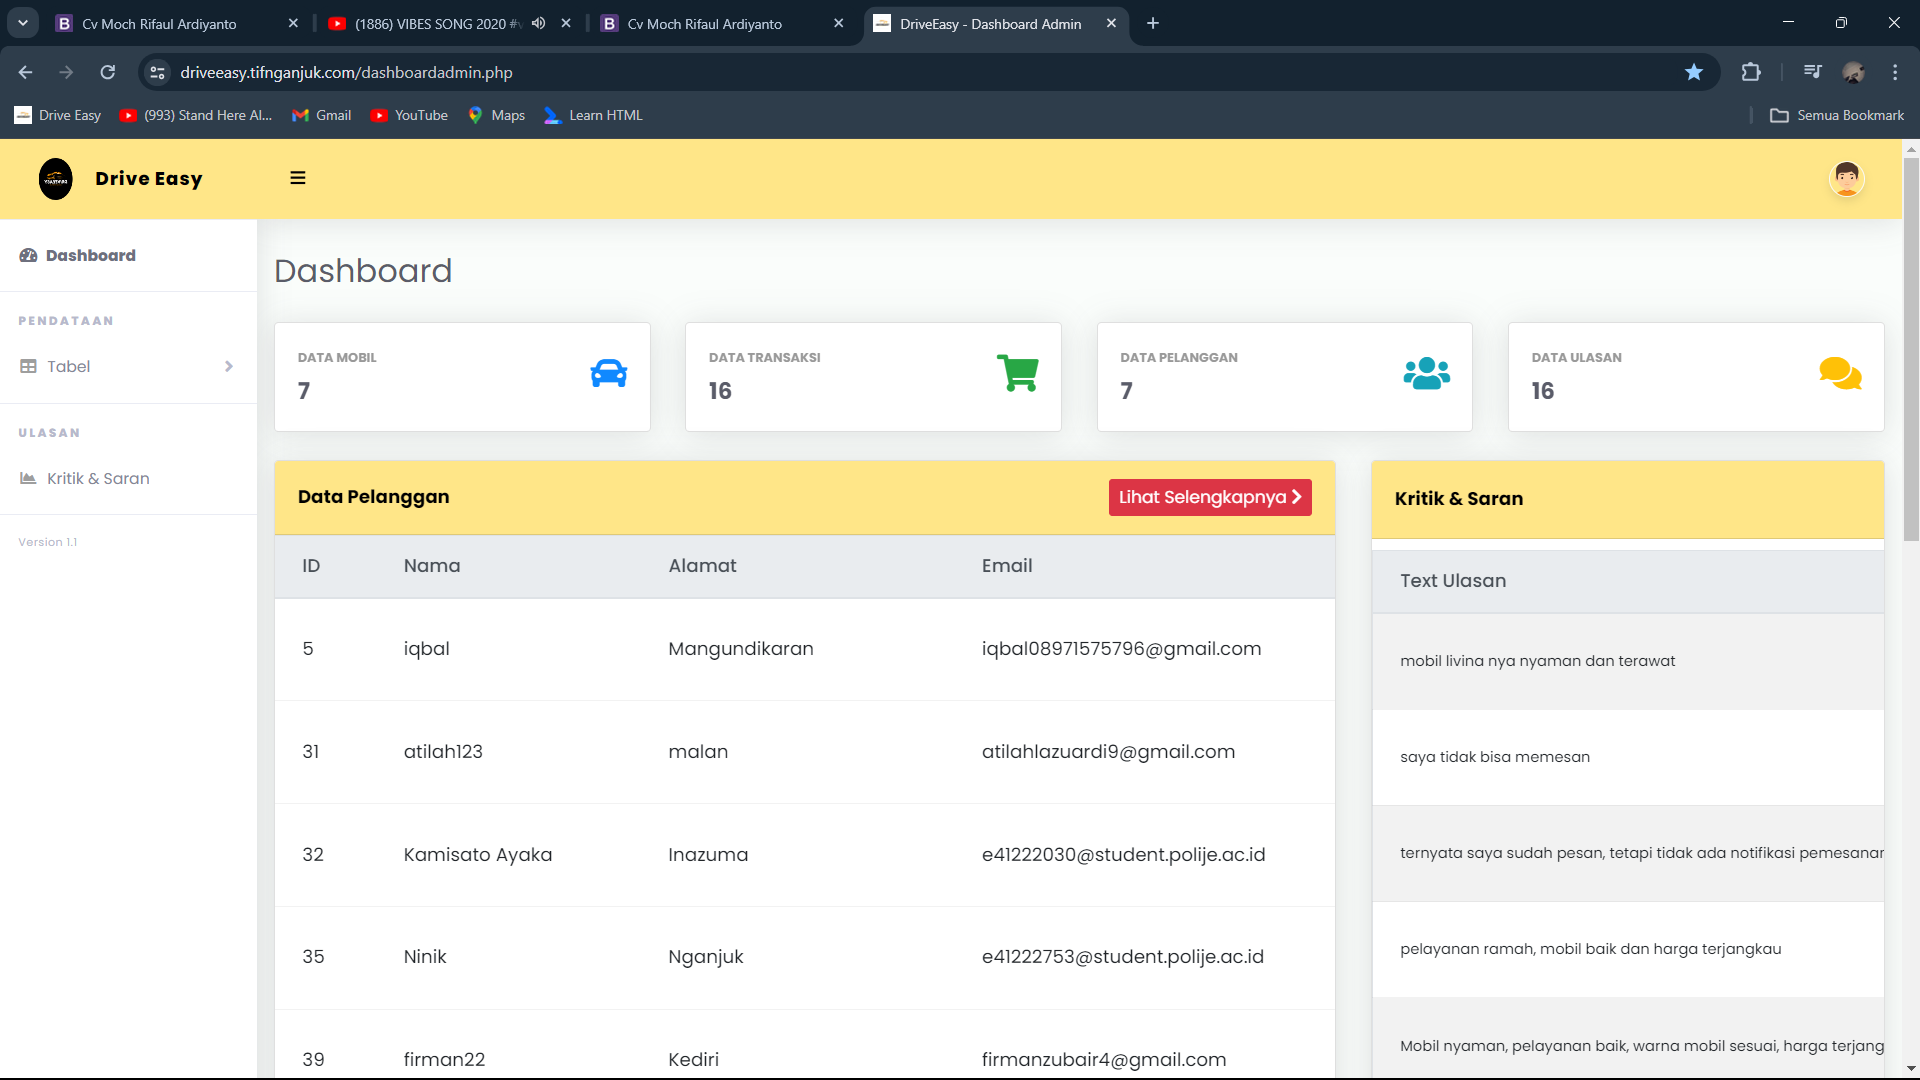 Cv Moch Rifaul Ardiyanto
(1886) VIBES SONG 2020 #v
Cv Moch Rifaul Ardiyanto
DriveEasy - Dashboard Admin
driveeasy.tifnganjuk.com/dashboardadmin.php
Drive Easy
(993) Stand Here Al...
Gmail
YouTube
Maps
Learn HTML
Semua Bookmark
Drive Easy
Dashboard
PENDATAAN
Tabel
ULASAN
Kritik & Saran
Version 1.1
Dashboard
DATA MOBIL
7
DATA TRANSAKSI
16
DATA PELANGGAN
7
DATA ULASAN
16
Data Pelanggan
Lihat Selengkapnya
ID Nama Alamat Email
5 iqbal Mangundikaran iqbal08971575796@gmail.com
31 atilah123 malan atilahlazuardi9@gmail.com
32 Kamisato Ayaka Inazuma e41222030@student.polije.ac.id
35 Ninik Nganjuk e41222753@student.polije.ac.id
39 firman22 Kediri firmanzubair4@gmail.com
Kritik & Saran
Text Ulasan
mobil livina nya nyaman dan terawat
saya tidak bisa memesan
ternyata saya sudah pesan, tetapi tidak ada notifikasi pemesanan
pelayanan ramah, mobil baik dan harga terjangkau
Mobil nyaman, pelayanan baik, warna mobil sesuai, harga terjang